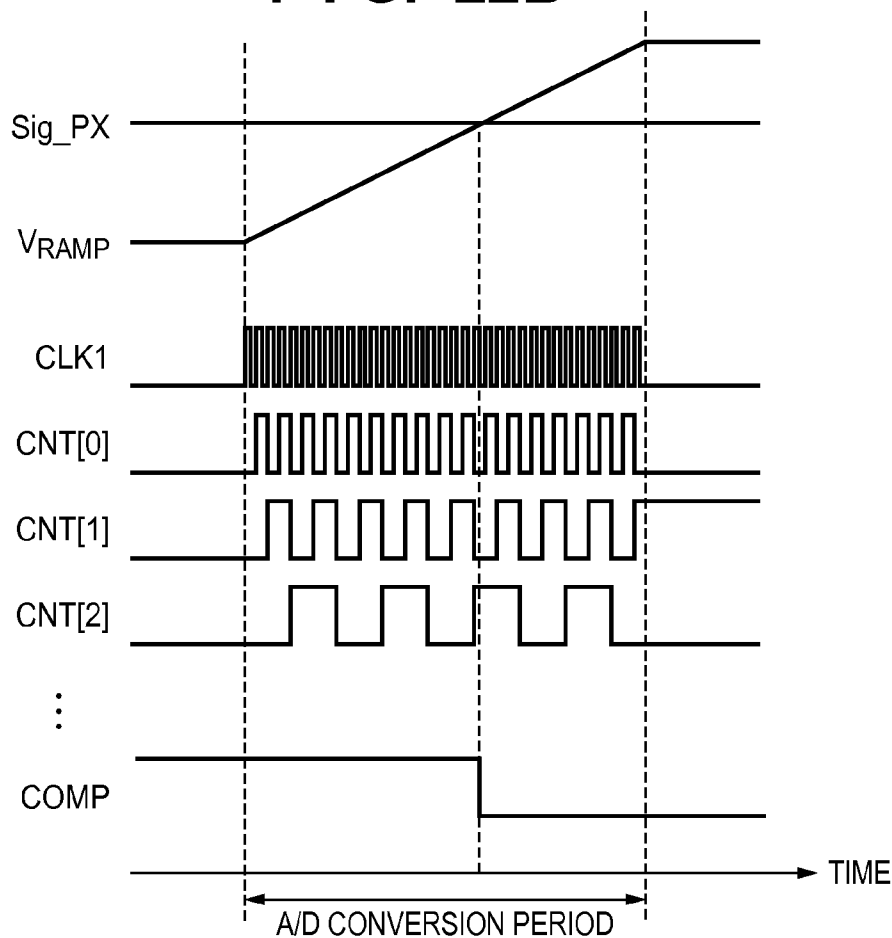 Sig_PX
VRAMP
CLK1
CNT[0]
CNT[1]
CNT[2]
⋮
COMP
TIME
A/D CONVERSION PERIOD